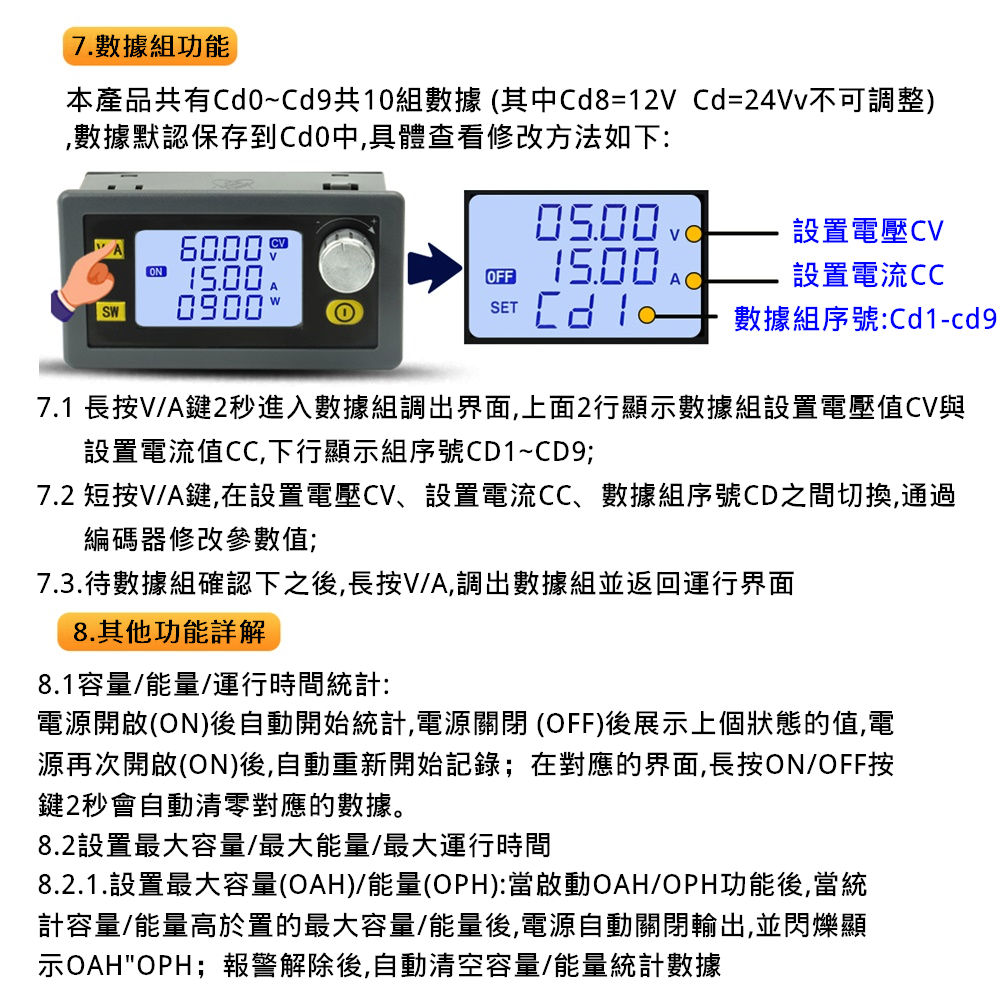 7.數據組功能
本產品共有Cd0~Cd9共10組數據 (其中Cd8=12V Cd=24Vv不可調整)
,數據默認保存到Cd0中,具體查看修改方法如下:
V/A
SW
ON
60.00 V CV
15.00 A
0900 W
05.00 V
OFF 15.00 A
SET Cd1
設置電壓CV
設置電流CC
數據組序號:Cd1-cd9
7.1 長按V/A鍵2秒進入數據組調出界面,上面2行顯示數據組設置電壓值CV與
設置電流值CC,下行顯示組序號CD1~CD9;
7.2 短按V/A鍵,在設置電壓CV、設置電流CC、數據組序號CD之間切換,通過
編碼器修改參數值;
7.3.待數據組確認下之後,長按V/A,調出數據組並返回運行界面
8.其他功能詳解
8.1容量/能量/運行時間統計:
電源開啟(ON)後自動開始統計,電源關閉 (OFF)後展示上個狀態的值,電
源再次開啟(ON)後,自動重新開始記錄；在對應的界面,長按ON/OFF按
鍵2秒會自動清零對應的數據。
8.2設置最大容量/最大能量/最大運行時間
8.2.1.設置最大容量(OAH)/能量(OPH):當啟動OAH/OPH功能後,當統
計容量/能量高於置的最大容量/能量後,電源自動關閉輸出,並閃爍顯
示OAH"OPH；報警解除後,自動清空容量/能量統計數據